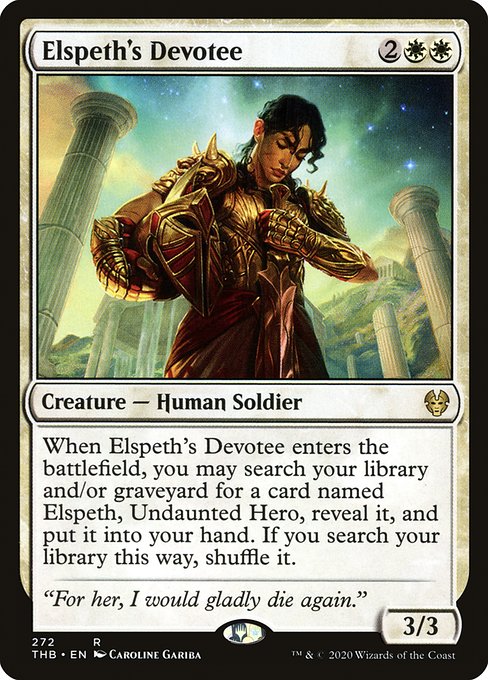 Elspeth's Devotee 2
Creature — Human Soldier
When Elspeth's Devotee enters the
battlefield, you may search your library
and/or graveyard for a card named
Elspeth, Undaunted Hero, reveal it, and
put it into your hand. If you search your
library this way, shuffle it.
"For her, I would gladly die again."
3/3
272 R
THB • EN Caroline Gariba
™ & © 2020 Wizards of the Coast